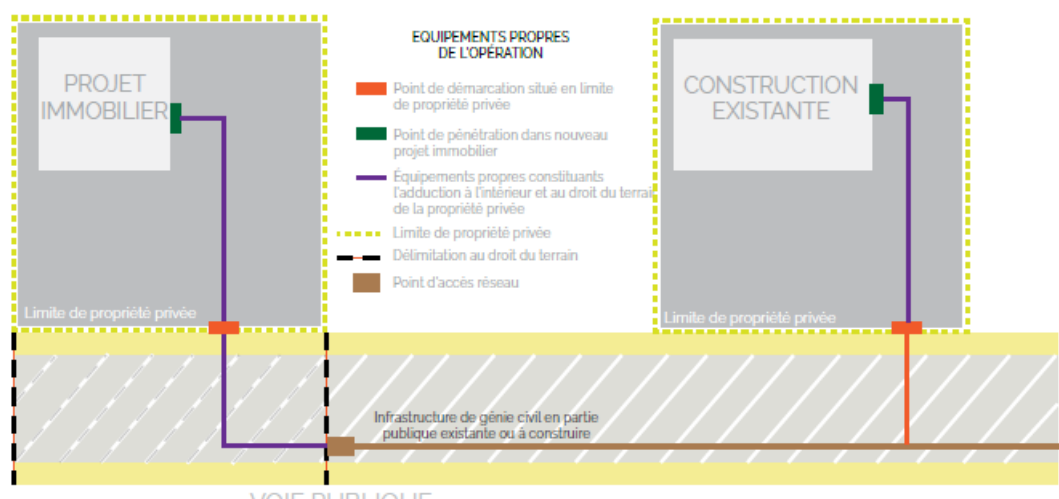 PROJET
IMMOBILIER
EQUIPEMENTS PROPRES
DE L'OPÉRATION
Point de démarcation situé en limite
de propriété privée
Point de pénétration dans nouveau
projet immobilier
Équipements propres constituants
l'adduction à l'intérieur et au droit du terrain
de la propriété privée
Limite de propriété privée
Délimitation au droit du terrain
Point d'accès réseau
CONSTRUCTION
EXISTANTE
Limite de propriété privée
Limite de propriété privée
Infrastructure de génie civil en partie
publique existante ou à construire
VOIE PUBLIQUE